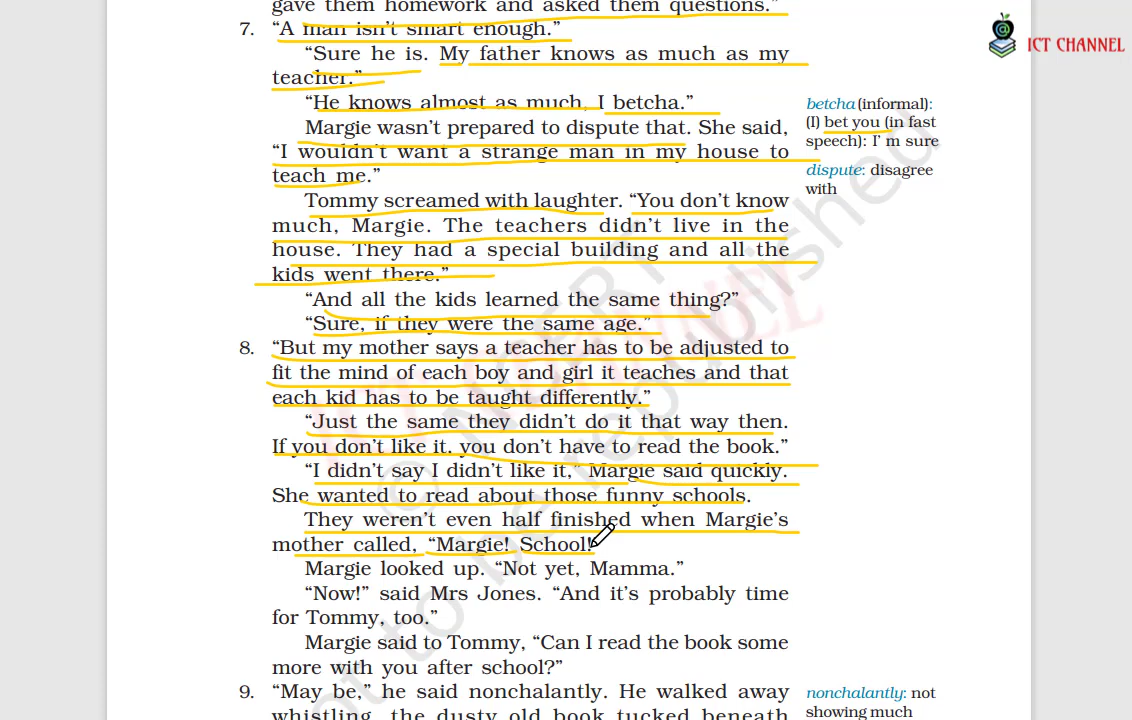 gave them homework and asked them questions.”
ICT CHANNEL
7. “A man isn’t smart enough.”
“Sure he is. My father knows as much as my
teacher.”
“He knows almost as much, I betcha.”
betcha (informal):
(I) bet you (in fast
speech): I’ m sure
Margie wasn’t prepared to dispute that. She said,
“I wouldn’t want a strange man in my house to
teach me.”
dispute: disagree
with
Tommy screamed with laughter. “You don’t know
much, Margie. The teachers didn’t live in the
house. They had a special building and all the
kids went there.”
“And all the kids learned the same thing?”
“Sure, if they were the same age.”
8. “But my mother says a teacher has to be adjusted to
fit the mind of each boy and girl it teaches and that
each kid has to be taught differently.”
“Just the same they didn’t do it that way then.
If you don’t like it, you don’t have to read the book.”
“I didn’t say I didn’t like it,” Margie said quickly.
She wanted to read about those funny schools.
They weren’t even half finished when Margie’s
mother called, “Margie! School!”
Margie looked up. “Not yet, Mamma.”
“Now!” said Mrs Jones. “And it’s probably time
for Tommy, too.”
Margie said to Tommy, “Can I read the book some
more with you after school?”
9. “May be,” he said nonchalantly. He walked away
whistling, the dusty old book tucked beneath
nonchalantly: not
showing much
© NCERT
not to be republished
ICT CHANNEL